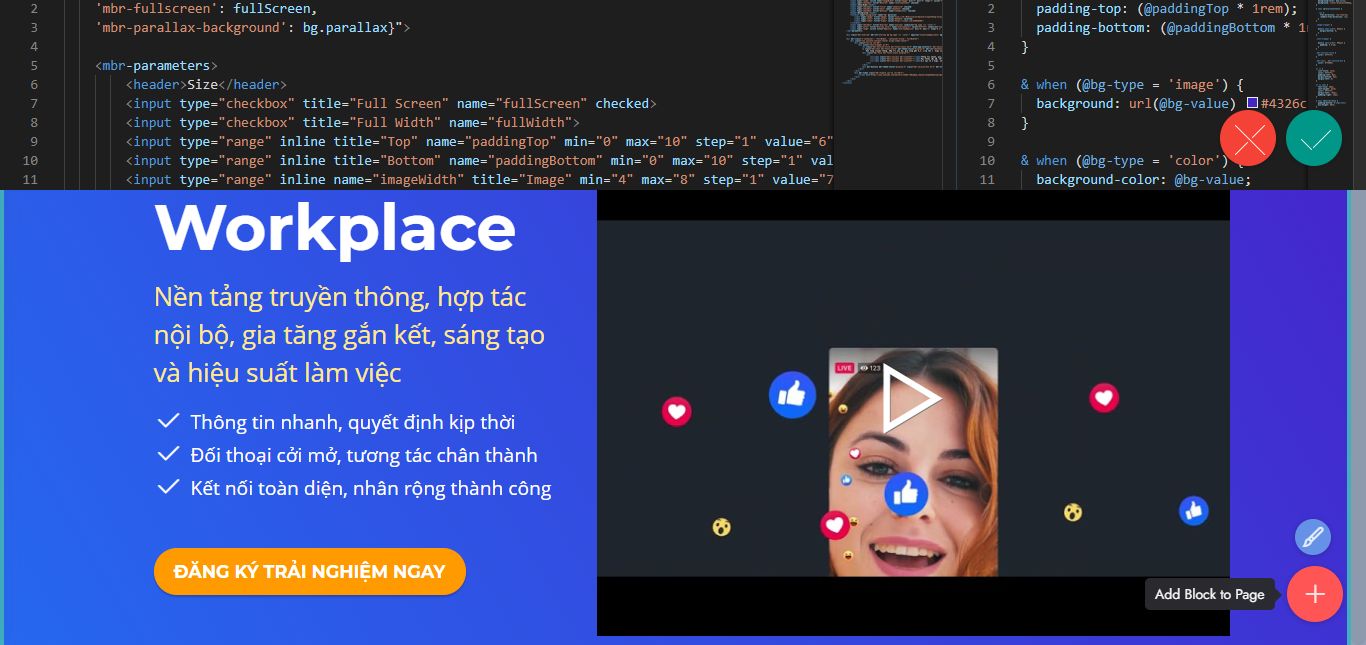 2 'mbr-fullscreen': fullScreen,
3 'mbr-parallax-background': bg.parallax}">
4
5 <mbr-parameters>
6 <header>Size</header>
7 <input type="checkbox" title="Full Screen" name="fullScreen" checked>
8 <input type="checkbox" title="Full Width" name="fullWidth">
9 <input type="range" inline title="Top" name="paddingTop" min="0" max="10" step="1" value="6"
10 <input type="range" inline title="Bottom" name="paddingBottom" min="0" max="10" step="1" val
11 <input type="range" inline name="imageWidth" title="Image" min="4" max="8" step="1" value="7
2 padding-top: (@paddingTop * 1rem);
3 padding-bottom: (@paddingBottom * 1r
4 }
5
6 & when (@bg-type = 'image') {
7 background: url(@bg-value) #4326c
8 }
9
10 & when (@bg-type = 'color') {
11 background-color: @bg-value;
Workplace
Nền tảng truyền thông, hợp tác
nội bộ, gia tăng gắn kết, sáng tạo
và hiệu suất làm việc
Thông tin nhanh, quyết định kịp thời
Đối thoại cởi mở, tương tác chân thành
Kết nối toàn diện, nhân rộng thành công
ĐĂNG KÝ TRẢI NGHIỆM NGAY
LIVE 123
Add Block to Page